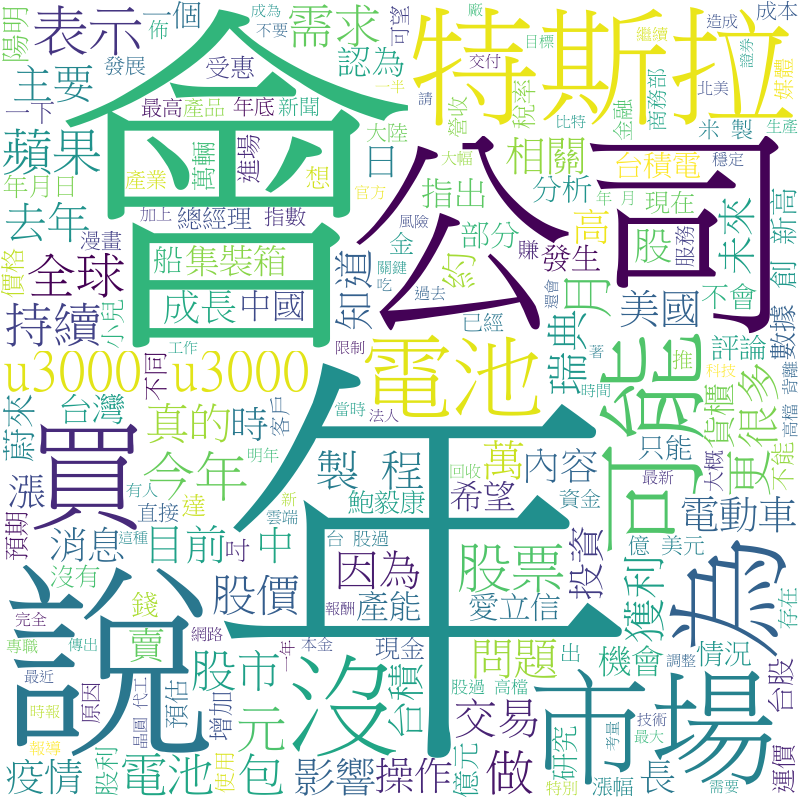 陽明
表示
佈
成為
一個
發展
不要
需求
可望
廠
目標
特斯拉
繼續
造成
成本
主要
會
受惠
認為
交付
請
一半
證券
媒體
北美
商務部
一下
蘋果
最高
產品
年底
新聞
大陸
營收
稅率
比特
金融
米
製
生產
年月日
產業
萬輛
進場
想
日
官方
大幅
相關
台積電
穩定
去年
加上
總經理
指數
公司
指出
分析
年
月
現在
未來
新高
創
價格
漫畫
船
集裝箱
金
風險
部分
賺
發生
高
股
服務
全球
小兒
成長
中國
知道
關鍵
吃
過去
約
已經
還會
美國
不會
數據
持續
不同
工作
限制
瑞典
月
評論
推
科技
背離
高檔
u3000
u3000
電池
可能
著
時間
貨櫃
更
很多
不能
蔚來
台灣
真的
時
客戶
當時
法人
只能
大概
買
今年
明年
年
回收
萬
內容
最新
漲
有人
直接
達
新
雲端
製
程
鮑毅康
希望
資金
電動車
預期
消息
目前
吋
中
這種
台
股過
投資
億
美元
為
說
沒有
錢
股價
因為
股票
愛立信
獲利
存在
完全
賣
網路
報酬
產能
專職
傳出
股市
一年
本金
現金
問題
出
機會
情況
調整
最近
原因
晶圓
代工
預估
增加
元
沒
台積
股過
高檔
市場
台股
時報
報導
交易
技術
考量
最大
疫情
股利
電池
使用
包
影響
操作
億元
做
特別
研究
漲幅
長
需要
運價